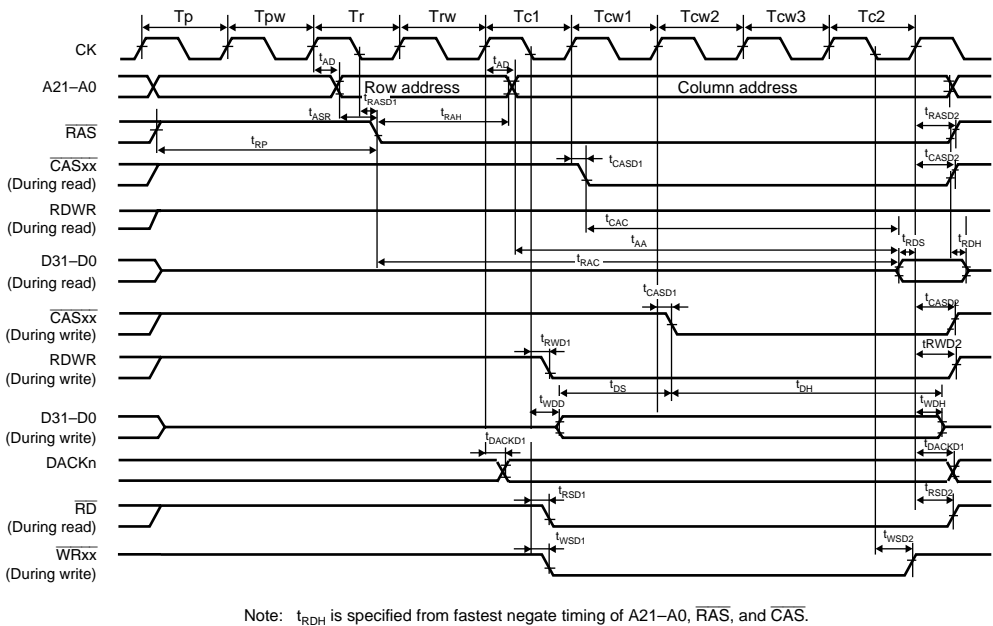 Tp Tpw Tr Trw Tc1 Tcw1 Tcw2 Tcw3 Tc2
CK
tAD tAD
A21–A0 Row address Column address
tRASD1
tASR tRAH tRASD2
RAS
tRP
CASxx tCASD1 tCASD2
(During read)
RDWR
(During read) tCAC
tAA tRDS tRDH
D31–D0 tRAC
(During read)
tCASD1 tCASD2
CASxx
(During write)
RDWR tRWD1 tRWD2
(During write)
tDS tDH
tWDD tWDH
D31–D0
(During write)
tDACKD1 tDACKD1
DACKn
tRSD1 tRSD2
RD
(During read)
tWSD1 tWSD2
WRxx
(During write)
Note: tRDH is specified from fastest negate timing of A21–A0, RAS, and CAS.